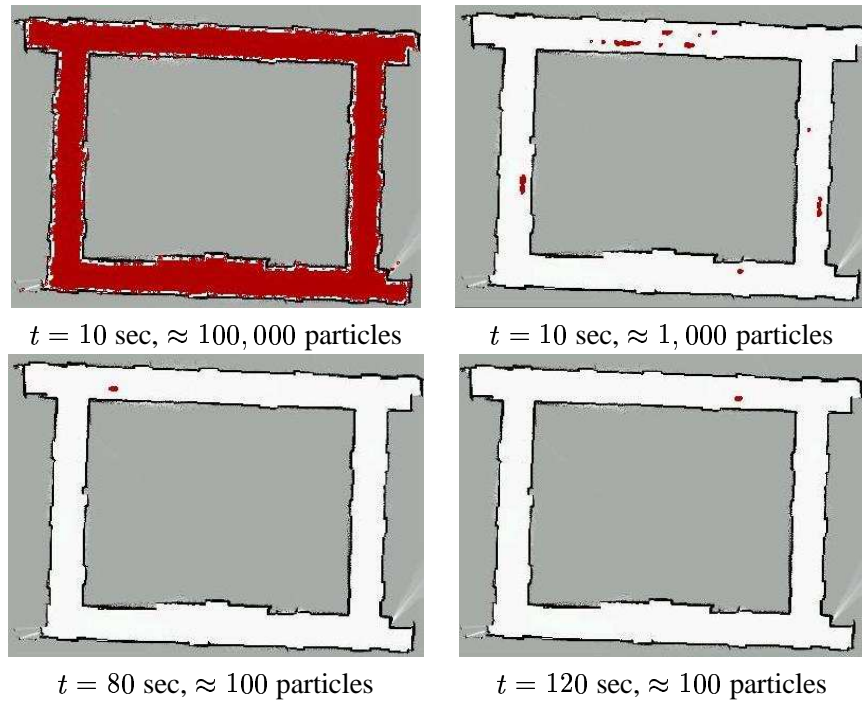 t = 10 sec, ≈ 100, 000 particles
t = 10 sec, ≈ 1, 000 particles
t = 80 sec, ≈ 100 particles
t = 120 sec, ≈ 100 particles